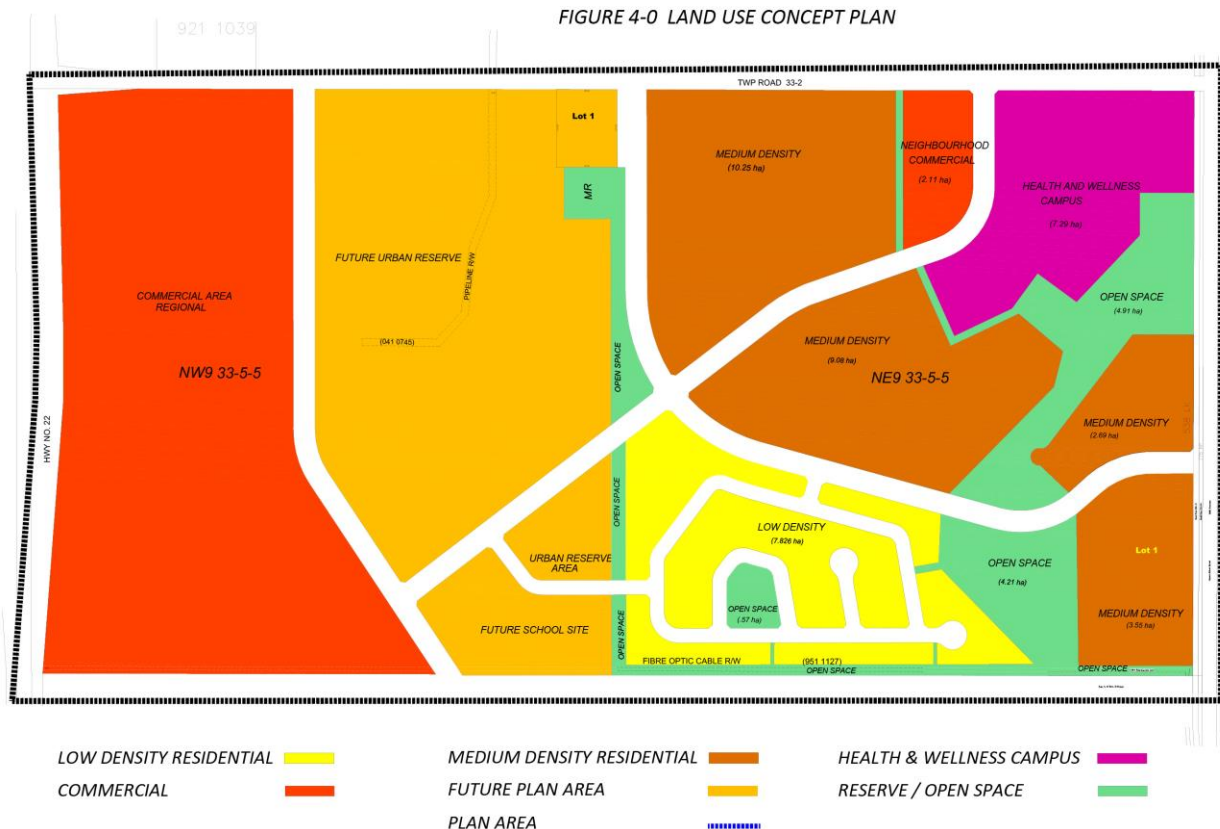 FIGURE 4-0 LAND USE CONCEPT PLAN
921 1039
TWP ROAD 33-2
Lot 1
MR
MEDIUM DENSITY
(10.25 ha)
NEIGHBOURHOOD
COMMERCIAL
(2.11 ha)
HEALTH AND WELLNESS
CAMPUS
(7.29 ha)
FUTURE URBAN RESERVE
PIPELINE R/W
(041 0745)
COMMERCIAL AREA
REGIONAL
NW9 33-5-5
HWY NO. 22
OPEN SPACE
(4.91 ha)
MEDIUM DENSITY
(9.08 ha)
NE9 33-5-5
OPEN SPACE
MEDIUM DENSITY
(2.69 ha)
OPEN SPACE
LOW DENSITY
(7.826 ha)
URBAN RESERVE
AREA
OPEN SPACE
(4.21 ha)
Lot 1
OPEN SPACE
(.57 ha)
MEDIUM DENSITY
(3.55 ha)
FUTURE SCHOOL SITE
OPEN SPACE
FIBRE OPTIC CABLE R/W
(951 1127)
OPEN SPACE
OPEN SPACE
LOW DENSITY RESIDENTIAL
MEDIUM DENSITY RESIDENTIAL
HEALTH & WELLNESS CAMPUS
COMMERCIAL
FUTURE PLAN AREA
RESERVE / OPEN SPACE
PLAN AREA